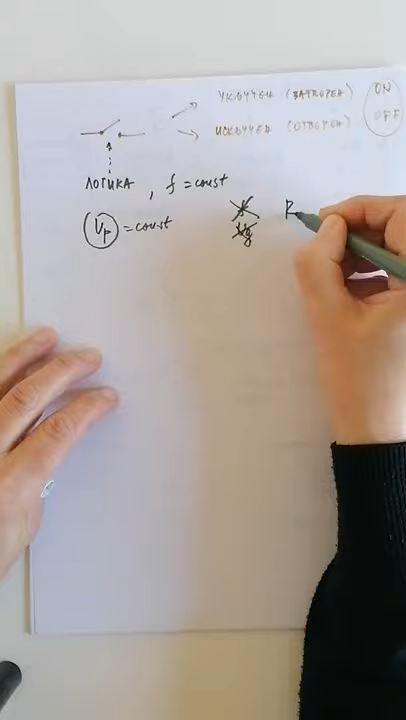 УКЉУЧЕН (ЗАТВОРЕН) ON
ИСКЉУЧЕН (ОТВОРЕН) OFF
ЛОГИКА, f = const
Vp = const
R